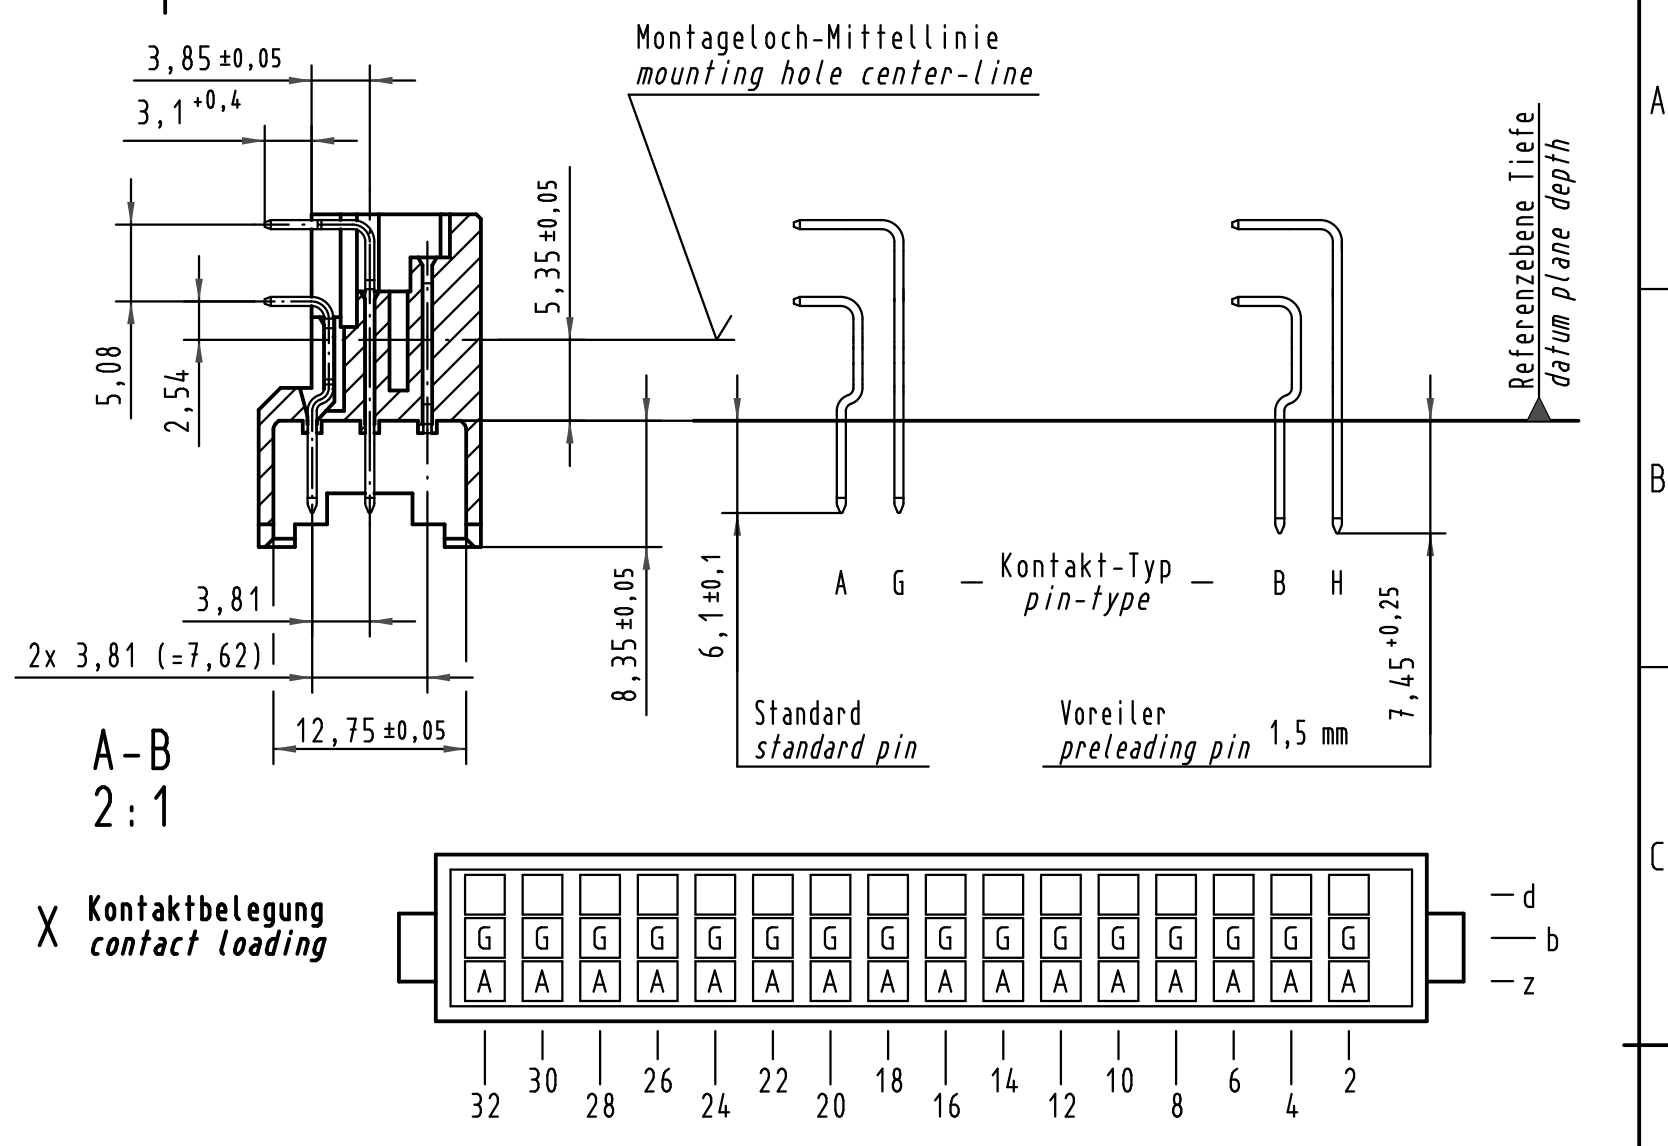 3,85 ±0,05
3,1 +0,4
Montageloch-Mittellinie
mounting hole center-line
A
Referenzebene Tiefe
datum plane depth
5,35 ±0,05
5,08
2,54
B
3,81
2x 3,81 (=7,62)
12,75 ±0,05
8,35 ±0,05
6,1 ±0,1
A G — Kontakt-Typ — B H
pin-type
7,45 +0,25
Standard
standard pin
Voreiler
preleading pin 1,5 mm
A-B
2:1
C
X Kontaktbelegung
contact loading
d
G G G G G G G G G G G G G G G G b
A A A A A A A A A A A A A A A A z
30 26 22 18 14 10 6 2
32 28 24 20 16 12 8 4